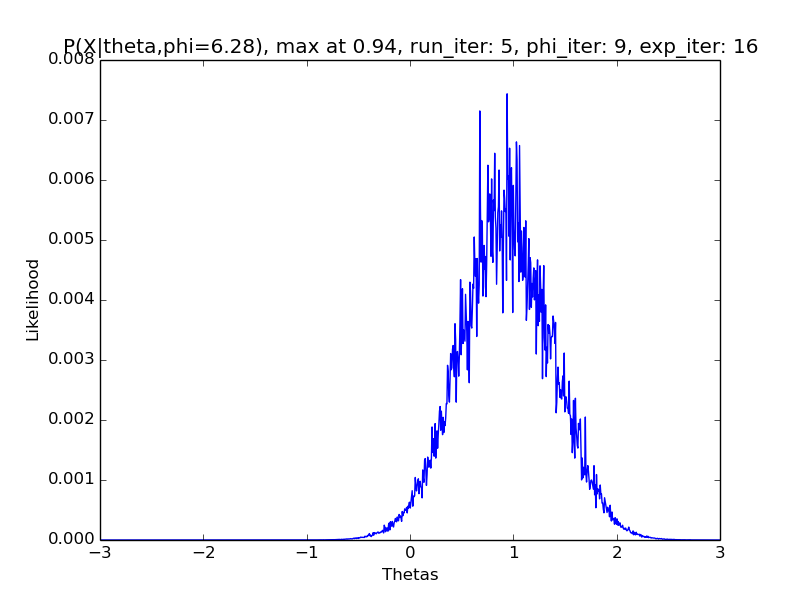 P(X|theta,phi=6.28), max at 0.94, run_iter: 5, phi_iter: 9, exp_iter: 16
0.008
0.007
0.006
0.005
0.004
0.003
0.002
0.001
0.000
Likelihood
−3 −2 −1 0 1 2 3
Thetas